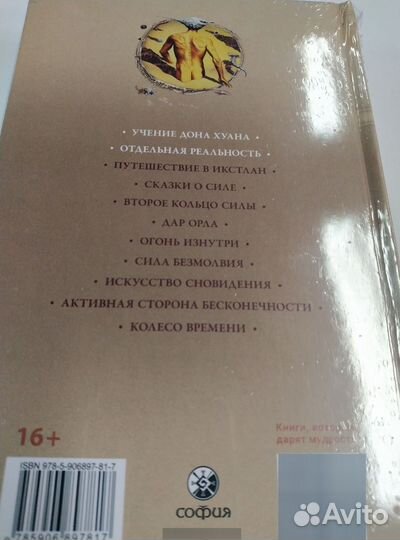 • УЧЕНИЕ ДОНА ХУАНА •
• ОТДЕЛЬНАЯ РЕАЛЬНОСТЬ •
• ПУТЕШЕСТВИЕ В ИКСТЛАН •
• СКАЗКИ О СИЛЕ •
• ВТОРОЕ КОЛЬЦО СИЛЫ •
• ДАР ОРЛА •
• ОГОНЬ ИЗНУТРИ •
• СИЛА БЕЗМОЛВИЯ •
• ИСКУССТВО СНОВИДЕНИЯ •
• АКТИВНАЯ СТОРОНА БЕСКОНЕЧНОСТИ •
• КОЛЕСО ВРЕМЕНИ •
16+
Книги,
дарят
ISBN 978-5-906897-81-7
9785906897817
СОФИЯ
Avito